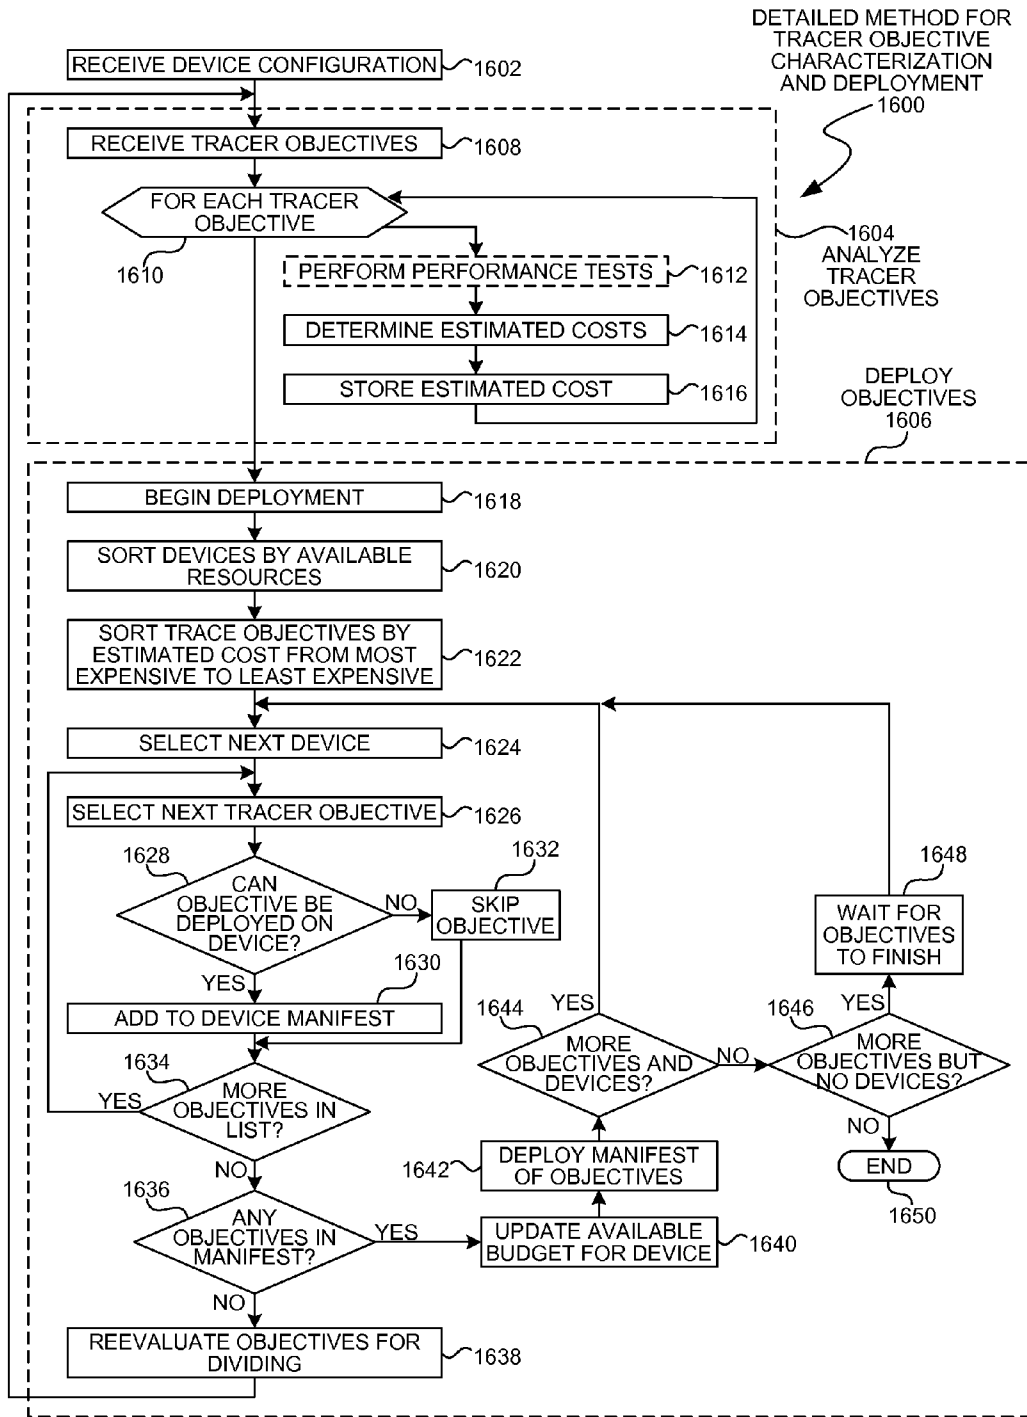 DETAILED METHOD FOR
TRACER OBJECTIVE
CHARACTERIZATION
AND DEPLOYMENT
1600
RECEIVE DEVICE CONFIGURATION
1602
RECEIVE TRACER OBJECTIVES
1608
FOR EACH TRACER
OBJECTIVE
1610
1604
ANALYZE
TRACER
OBJECTIVES
PERFORM PERFORMANCE TESTS
1612
DETERMINE ESTIMATED COSTS
1614
STORE ESTIMATED COST
1616
DEPLOY
OBJECTIVES
1606
BEGIN DEPLOYMENT
1618
SORT DEVICES BY AVAILABLE
RESOURCES
1620
SORT TRACE OBJECTIVES BY
ESTIMATED COST FROM MOST
EXPENSIVE TO LEAST EXPENSIVE
1622
SELECT NEXT DEVICE
1624
SELECT NEXT TRACER OBJECTIVE
1626
1628
CAN
OBJECTIVE BE
DEPLOYED ON
DEVICE?
NO
1632
SKIP
OBJECTIVE
YES
1630
ADD TO DEVICE MANIFEST
1634
MORE
OBJECTIVES IN
LIST?
YES
NO
1636
ANY
OBJECTIVES IN
MANIFEST?
YES
UPDATE AVAILABLE
BUDGET FOR DEVICE
1640
1642
DEPLOY MANIFEST
OF OBJECTIVES
1644
MORE
OBJECTIVES AND
DEVICES?
YES
NO
1646
MORE
OBJECTIVES BUT
NO DEVICES?
YES
1648
WAIT FOR
OBJECTIVES
TO FINISH
NO
END
1650
NO
REEVALUATE OBJECTIVES FOR
DIVIDING
1638